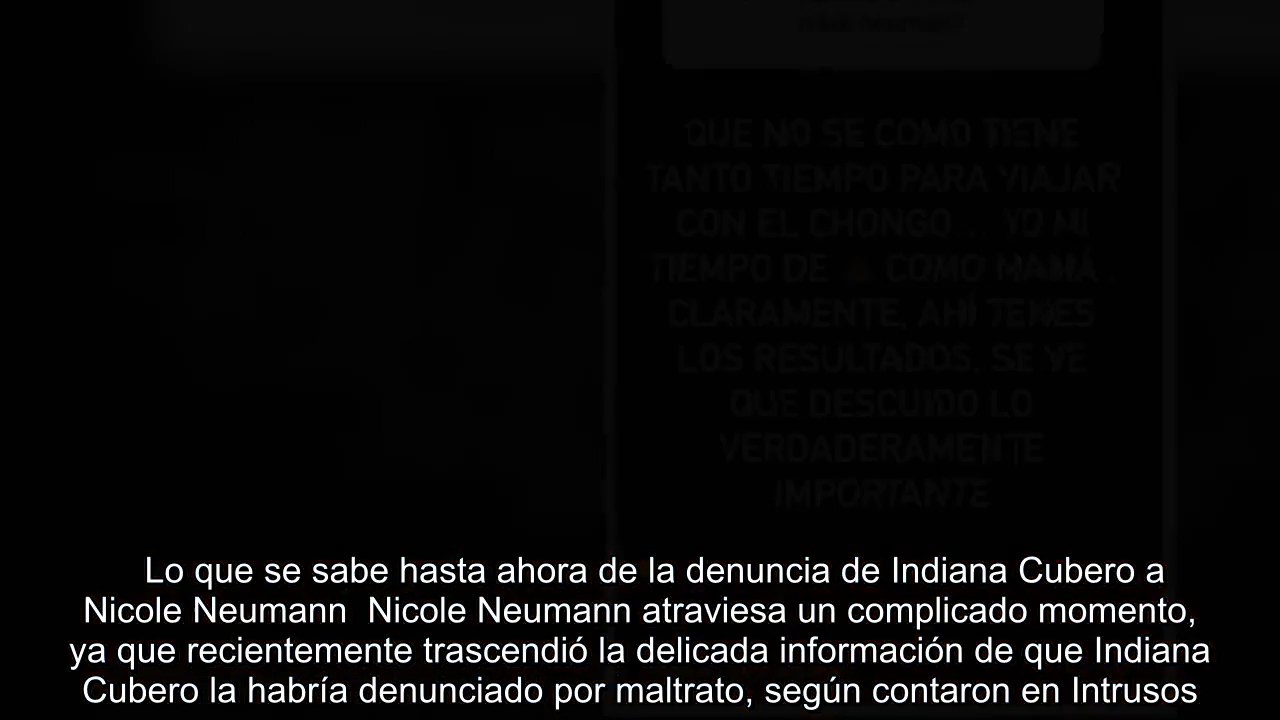 QUE NO SE COMO TIENE
TANTO TIEMPO PARA VIAJAR
CON EL CHONGO... YO MI
TIEMPO DE COMO MAMÁ
CLARAMENTE, AHÍ TENES
LOS RESULTADOS, SE VE
QUE DESCUIDO LO
VERDADERAMENTE
IMPORTANTE
Lo que se sabe hasta ahora de la denuncia de Indiana Cubero a
Nicole Neumann  Nicole Neumann atraviesa un complicado momento,
ya que recientemente trascendió la delicada información de que Indiana
Cubero la habría denunciado por maltrato, según contaron en Intrusos